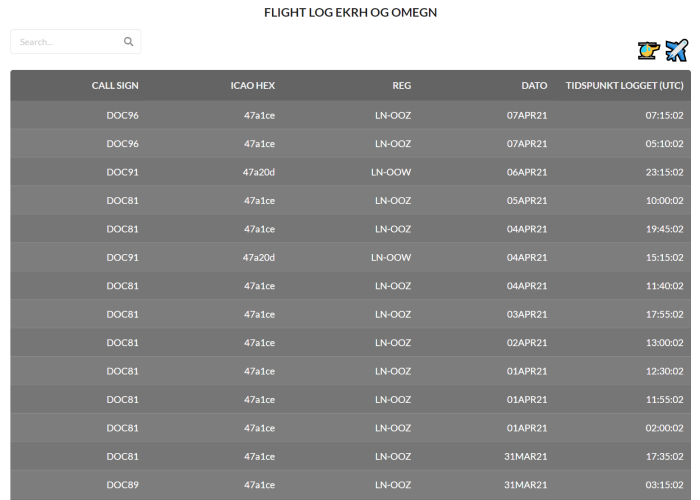 FLIGHT LOG EKRH OG OMEGN
Search...
CALL SIGN ICAO HEX REG DATO TIDSPUNKT LOGGET (UTC)
DOC96 47a1ce LN-OOZ 07APR21 07:15:02
DOC96 47a1ce LN-OOZ 07APR21 05:10:02
DOC91 47a20d LN-OOW 06APR21 23:15:02
DOC81 47a1ce LN-OOZ 05APR21 10:00:02
DOC81 47a1ce LN-OOZ 04APR21 19:45:02
DOC91 47a20d LN-OOW 04APR21 15:15:02
DOC81 47a1ce LN-OOZ 04APR21 11:40:02
DOC81 47a1ce LN-OOZ 03APR21 17:55:02
DOC81 47a1ce LN-OOZ 02APR21 13:00:02
DOC81 47a1ce LN-OOZ 01APR21 12:30:02
DOC81 47a1ce LN-OOZ 01APR21 11:55:02
DOC81 47a1ce LN-OOZ 01APR21 02:00:02
DOC81 47a1ce LN-OOZ 31MAR21 17:35:02
DOC89 47a1ce LN-OOZ 31MAR21 03:15:02